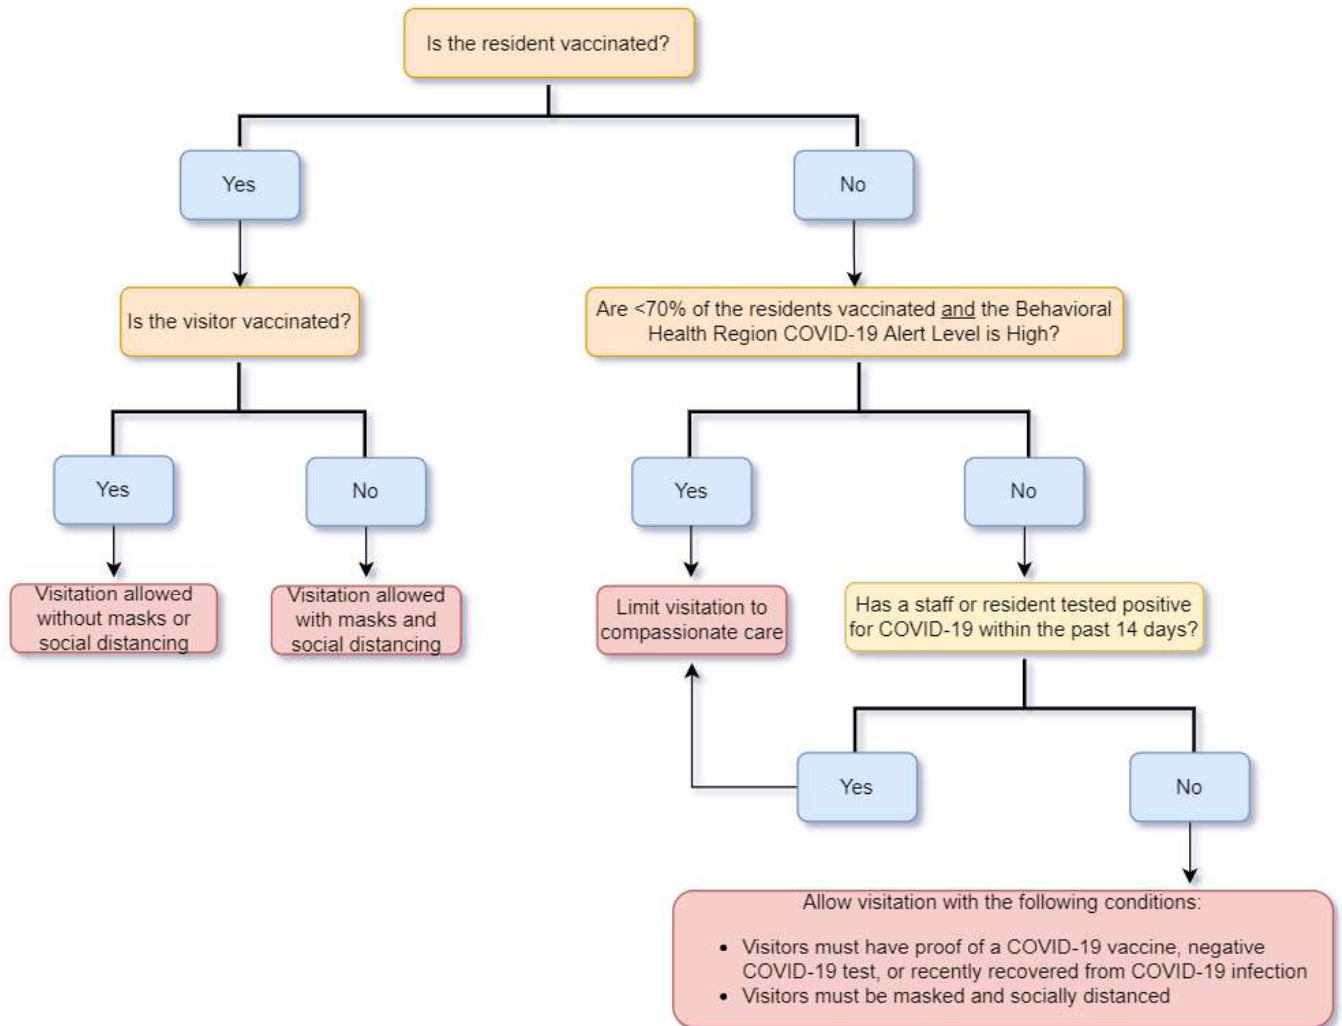 Is the resident vaccinated?
Yes
No
Is the visitor vaccinated?
Are <70% of the residents vaccinated and the Behavioral
Health Region COVID-19 Alert Level is High?
Yes
No
Yes
No
Visitation allowed
without masks or
social distancing
Visitation allowed
with masks and
social distancing
Limit visitation to
compassionate care
Has a staff or resident tested positive
for COVID-19 within the past 14 days?
Yes
No
Allow visitation with the following conditions:
• Visitors must have proof of a COVID-19 vaccine, negative
COVID-19 test, or recently recovered from COVID-19 infection
• Visitors must be masked and socially distanced